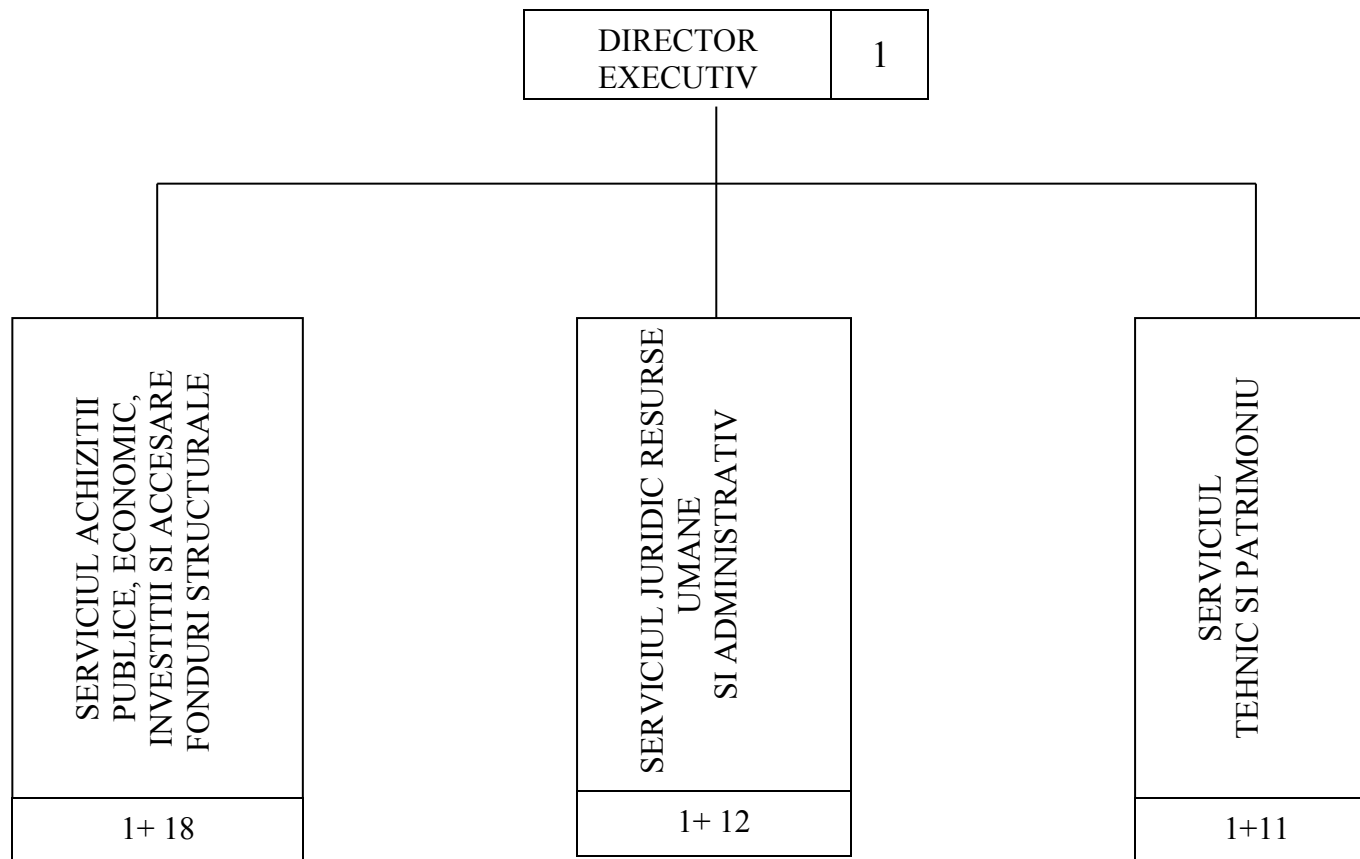 DIRECTOR
EXECUTIV
1
SERVICIUL ACHIZITII
PUBLICE, ECONOMIC,
INVESTITII SI ACCESARE
FONDURI STRUCTURALE
1+ 18
SERVICIUL JURIDIC RESURSE
UMANE
SI ADMINISTRATIV
1+ 12
SERVICIUL
TEHNIC SI PATRIMONIU
1+11